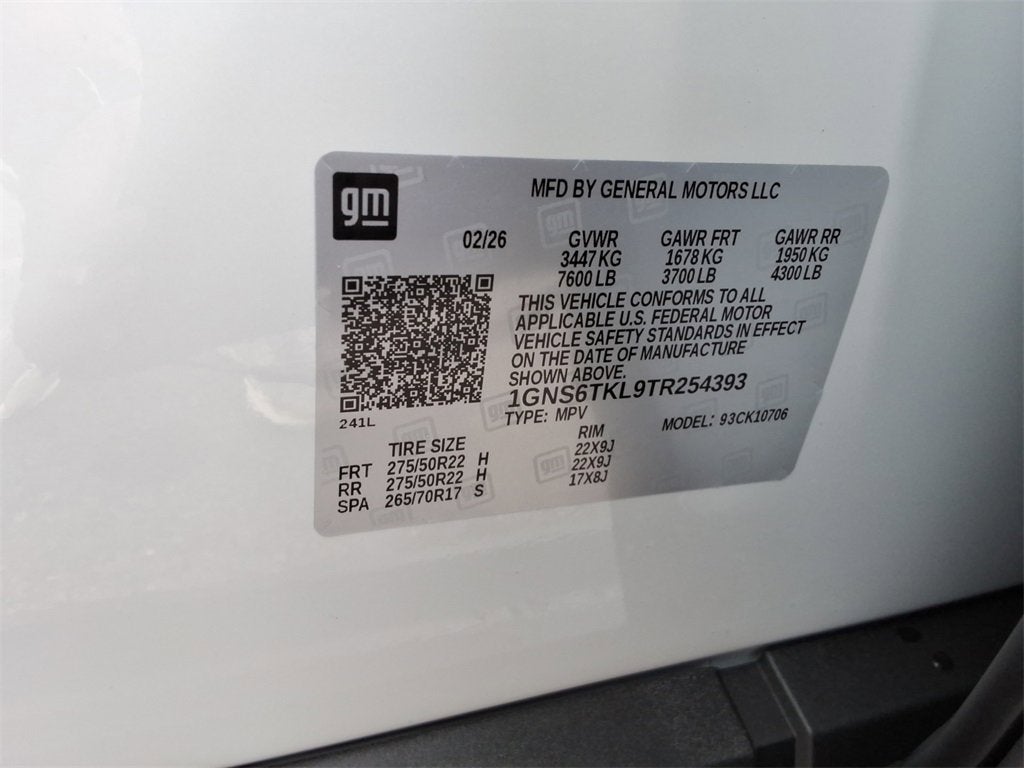 gm
MFD BY GENERAL MOTORS LLC
02/26 GVWR GAWR FRT GAWR RR
3447 KG 1678 KG 1950 KG
7600 LB 3700 LB 4300 LB
THIS VEHICLE CONFORMS TO ALL
APPLICABLE U.S. FEDERAL MOTOR
VEHICLE SAFETY STANDARDS IN EFFECT
ON THE DATE OF MANUFACTURE
SHOWN ABOVE.
1GNS6TKL9TR254393
TYPE: MPV MODEL: 93CK10706
241L
TIRE SIZE RIM
FRT 275/50R22 H 22X9J
RR 275/50R22 H 22X9J
SPA 265/70R17 S 17X8J